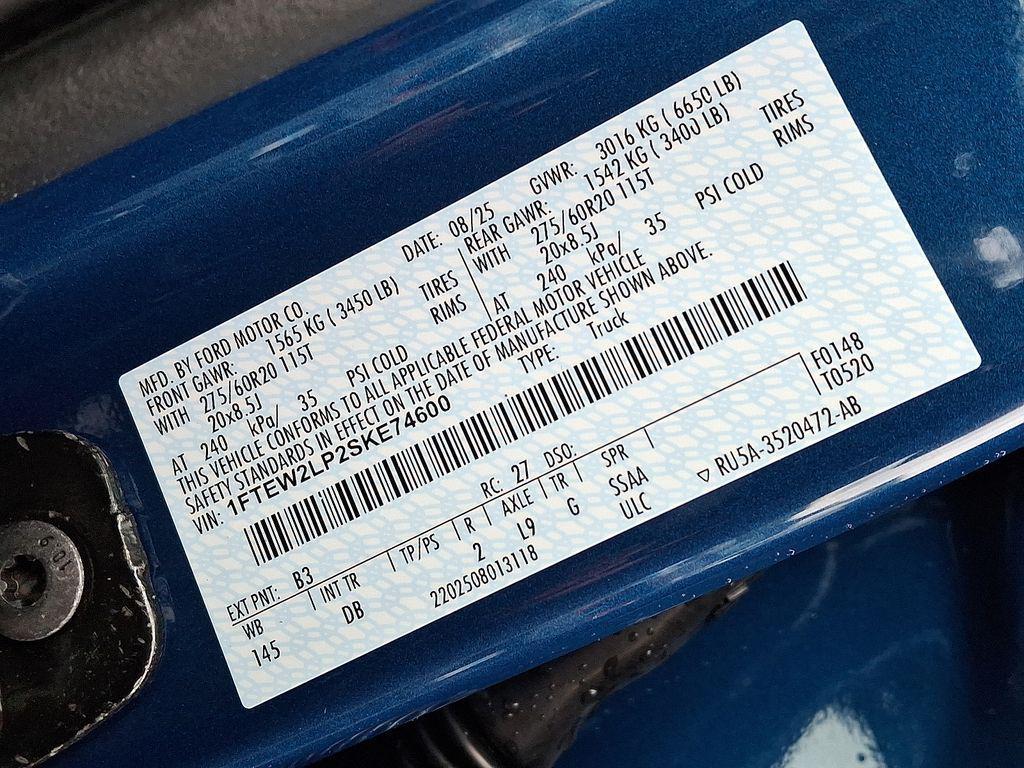 MFD. BY FORD MOTOR CO.
DATE: 08/25
GVWR: 3016 KG ( 6650 LB)
FRONT GAWR: 1565 KG ( 3450 LB)
REAR GAWR: 1542 KG ( 3400 LB)
WITH 275/60R20 115T TIRES
WITH 275/60R20 115T TIRES
20x8.5J RIMS
20x8.5J RIMS
AT 240 kPa/ 35 PSI COLD
AT 240 kPa/ 35 PSI COLD
THIS VEHICLE CONFORMS TO ALL APPLICABLE FEDERAL MOTOR VEHICLE
SAFETY STANDARDS IN EFFECT ON THE DATE OF MANUFACTURE SHOWN ABOVE.
VIN: 1FTEW2LP2SKE74600
TYPE: Truck
F0148
T0520
EXT PNT: B3 RC: 27 DSO:
WB INT TR TP/PS R AXLE TR SPR
145 DB 2 L9 G SSAA
2202508013118 ULC
▽ RU5A-3520472-AB
10.9